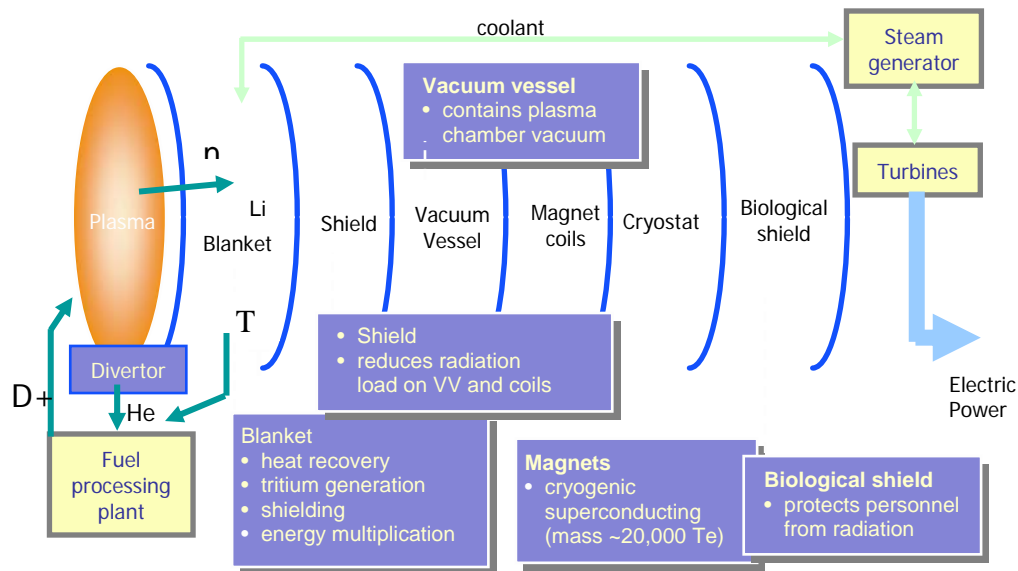 coolant
Steam
generator
Vacuum vessel
• contains plasma
chamber vacuum
n
Turbines
Plasma
Li
Blanket
Shield
Vacuum
Vessel
Magnet
coils
Cryostat
Biological
shield
T
• Shield
• reduces radiation
load on VV and coils
Divertor
D+
He
Electric
Power
Fuel
processing
plant
Blanket
• heat recovery
• tritium generation
• shielding
• energy multiplication
Magnets
• cryogenic
superconducting
(mass ~20,000 Te)
Biological shield
• protects personnel
from radiation